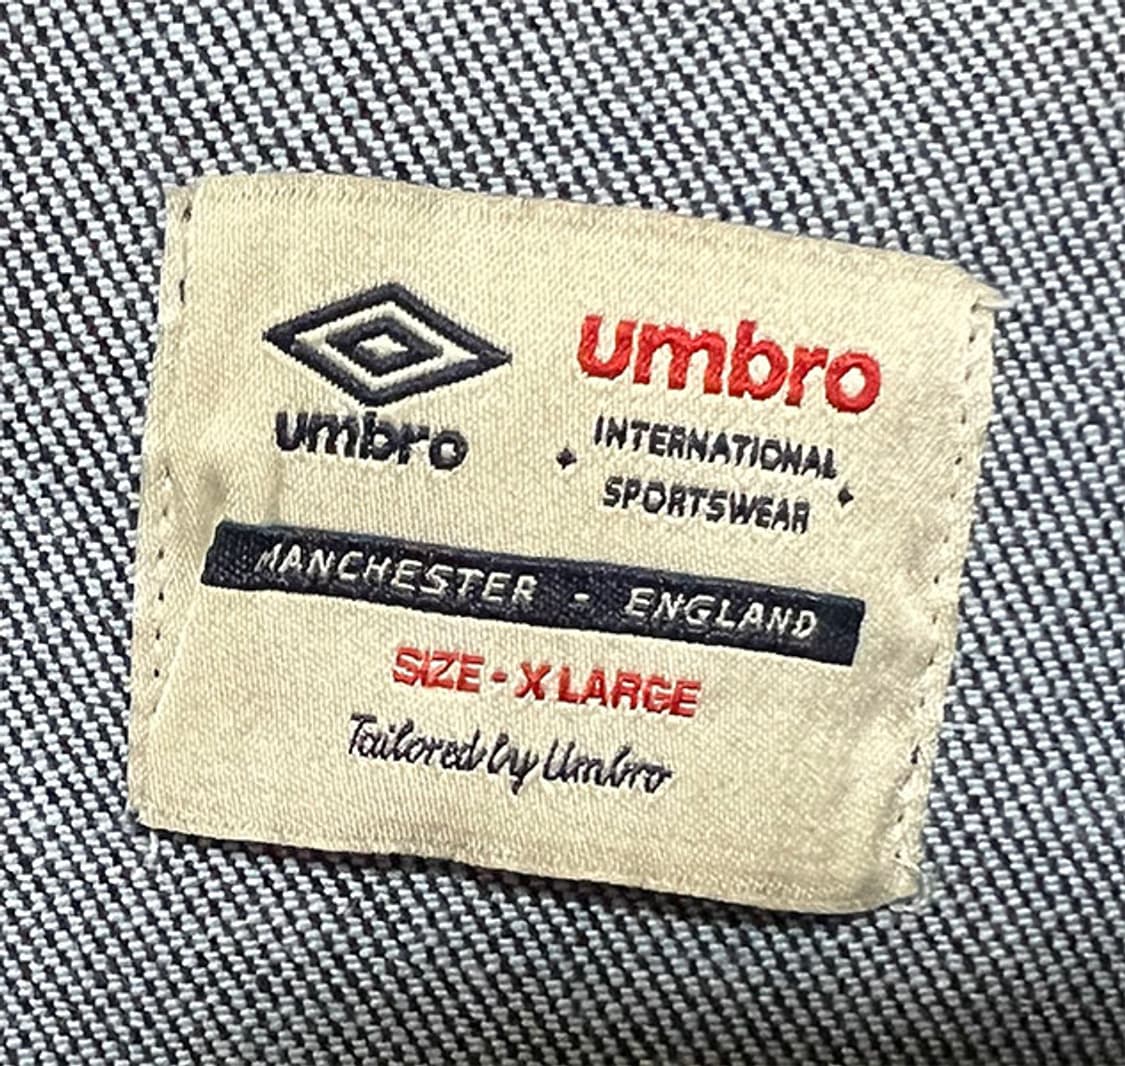 umbro
umbro
INTERNATIONAL
SPORTSWEAR
MANCHESTER - ENGLAND
SIZE - X LARGE
Tailored by Umbro